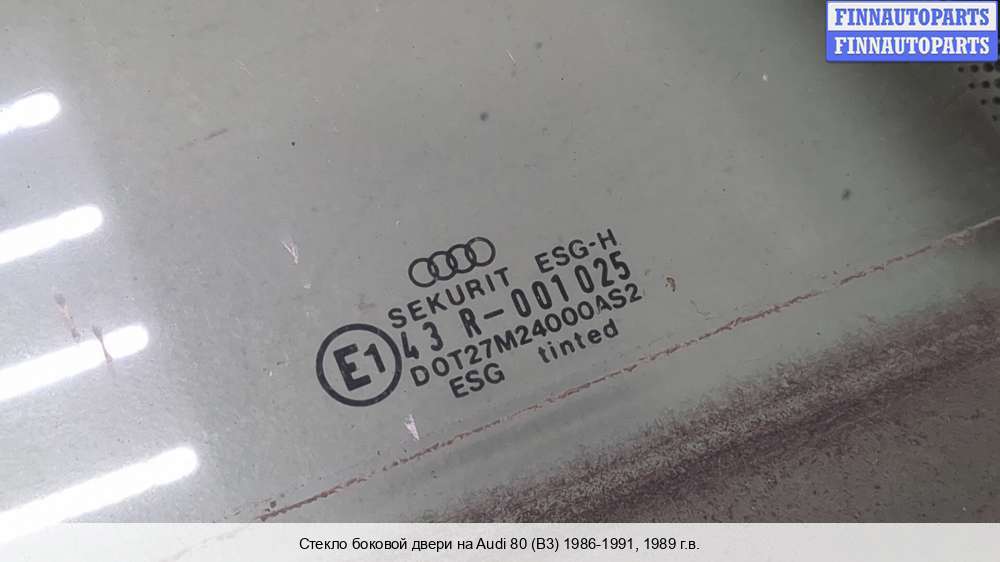 FINNAUTOPARTS
FINNAUTOPARTS
SEKURIT ESG-H
E1 43 R-001025
DOT27M24000AS2
ESG tinted
Стекло боковой двери на Audi 80 (B3) 1986-1991, 1989 г.в.